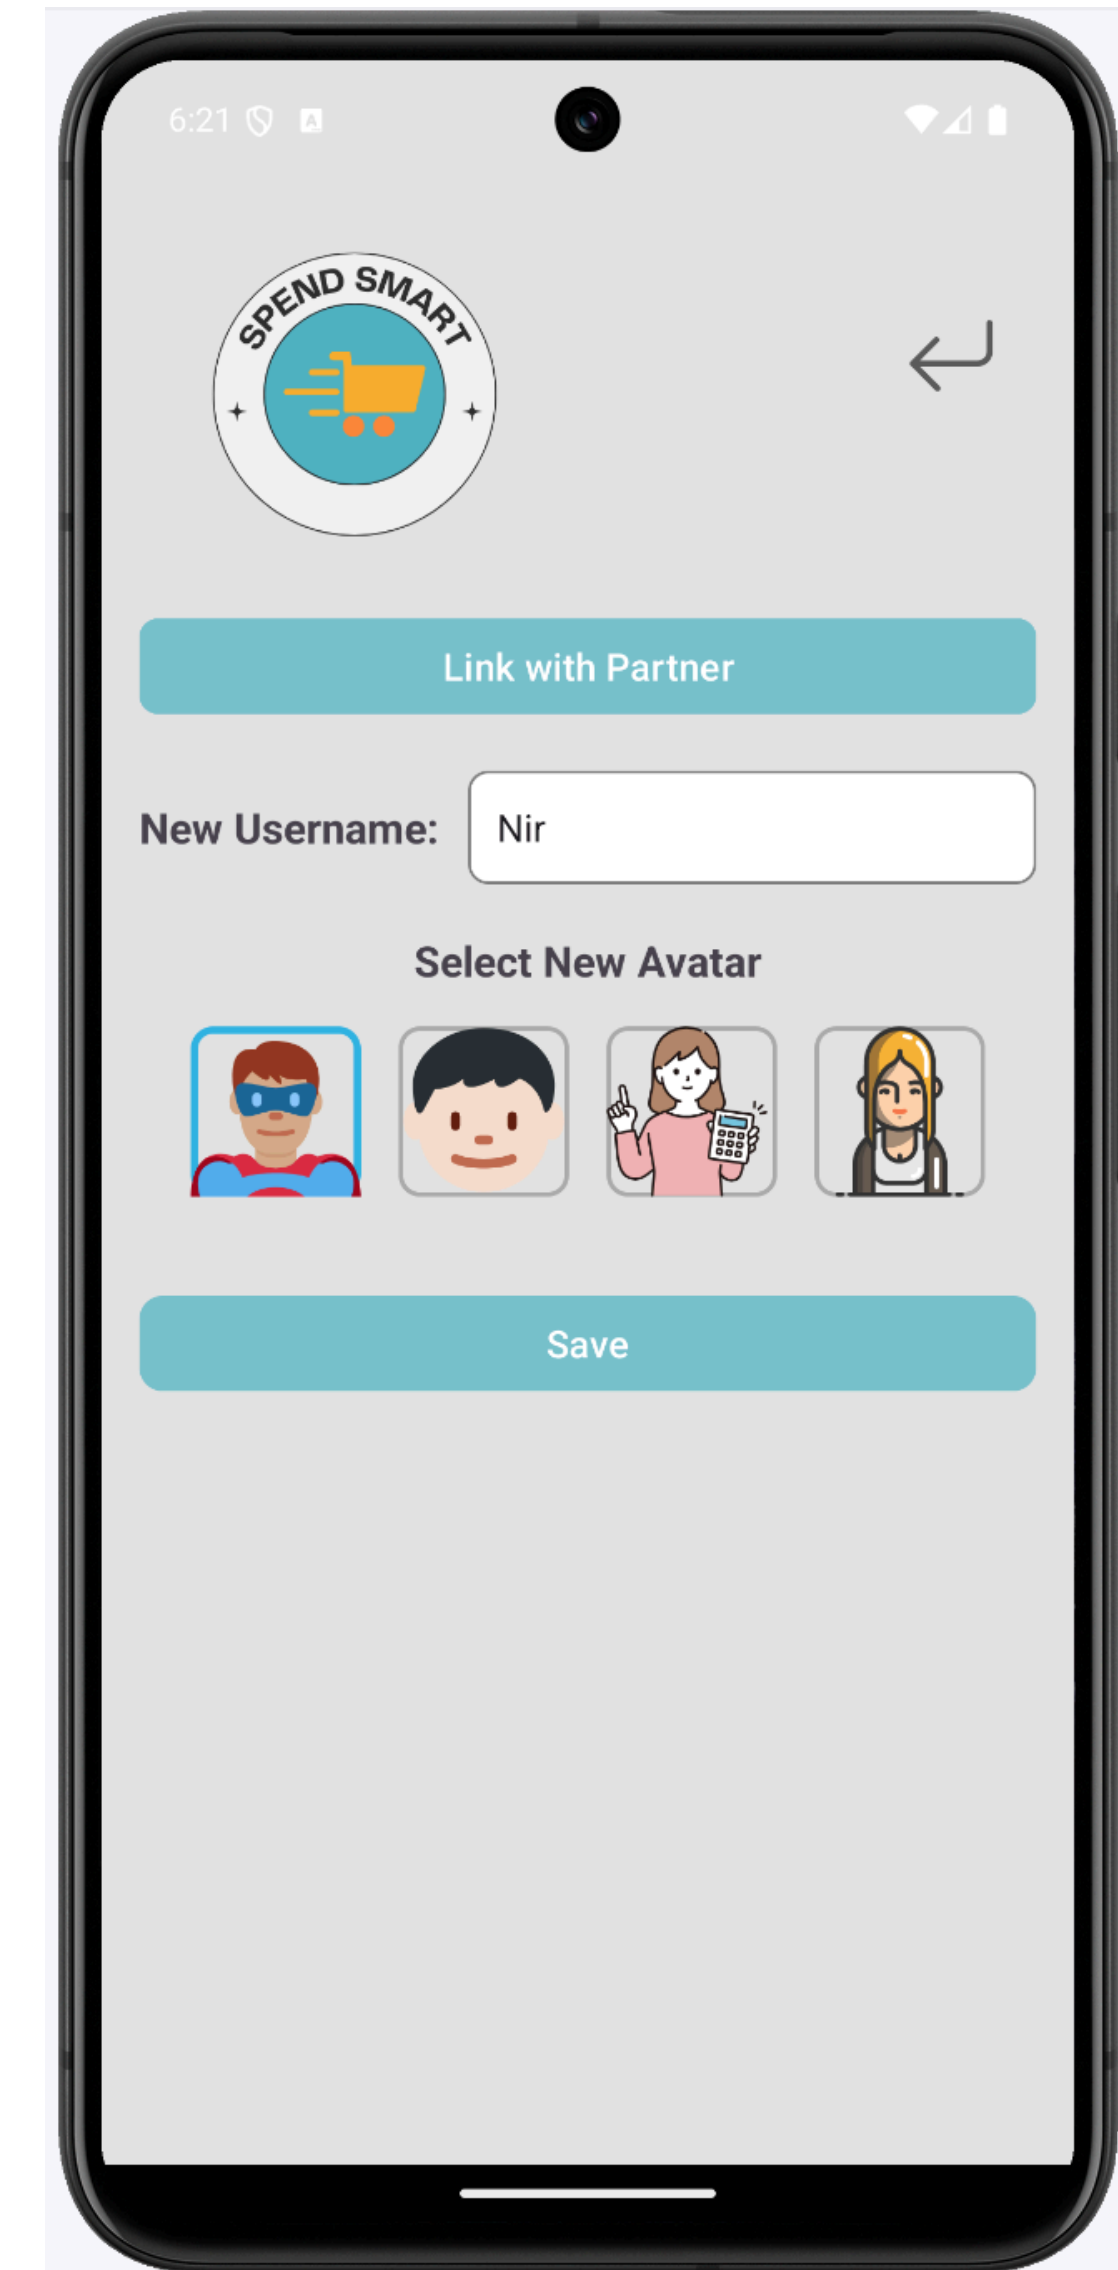 6:21
A
SPEND SMART
Link with Partner
New Username: Nir
Select New Avatar
Save